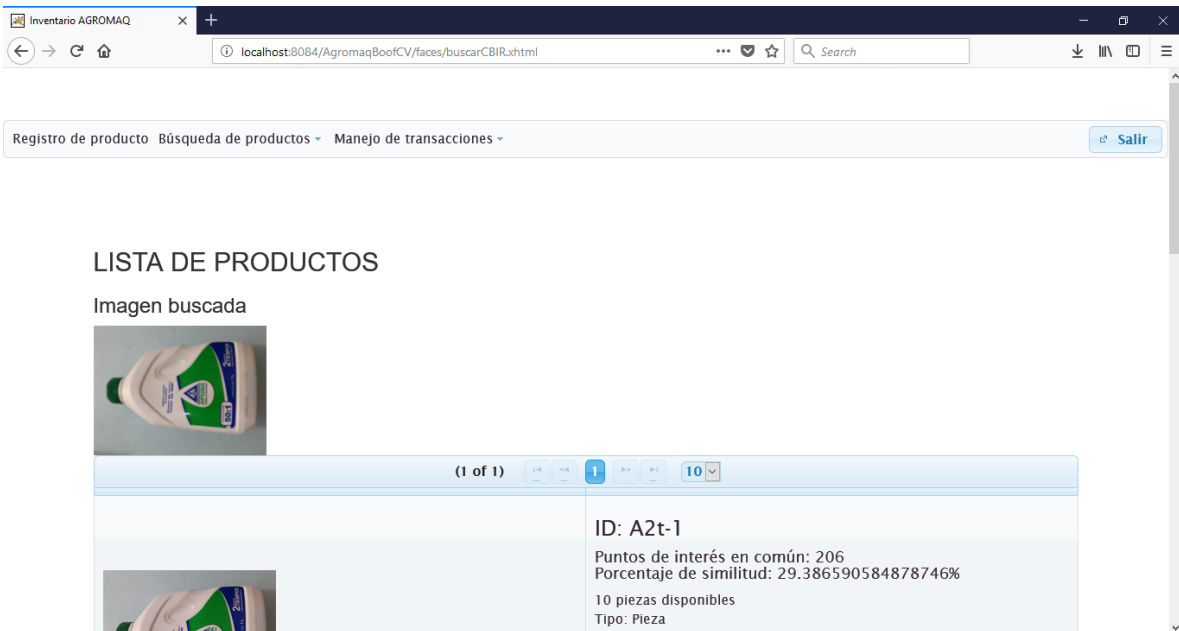 Inventario AGROMAQ
localhost:8084/AgromaqBoofCV/faces/buscarCBIR.xhtml
Search
Registro de producto Búsqueda de productos Manejo de transacciones
Salir
LISTA DE PRODUCTOS
Imagen buscada
50:1
(1 of 1) 1 10
ID: A2t-1
Puntos de interés en común: 206
Porcentaje de similitud: 29.386590584878746%
10 piezas disponibles
Tipo: Pieza